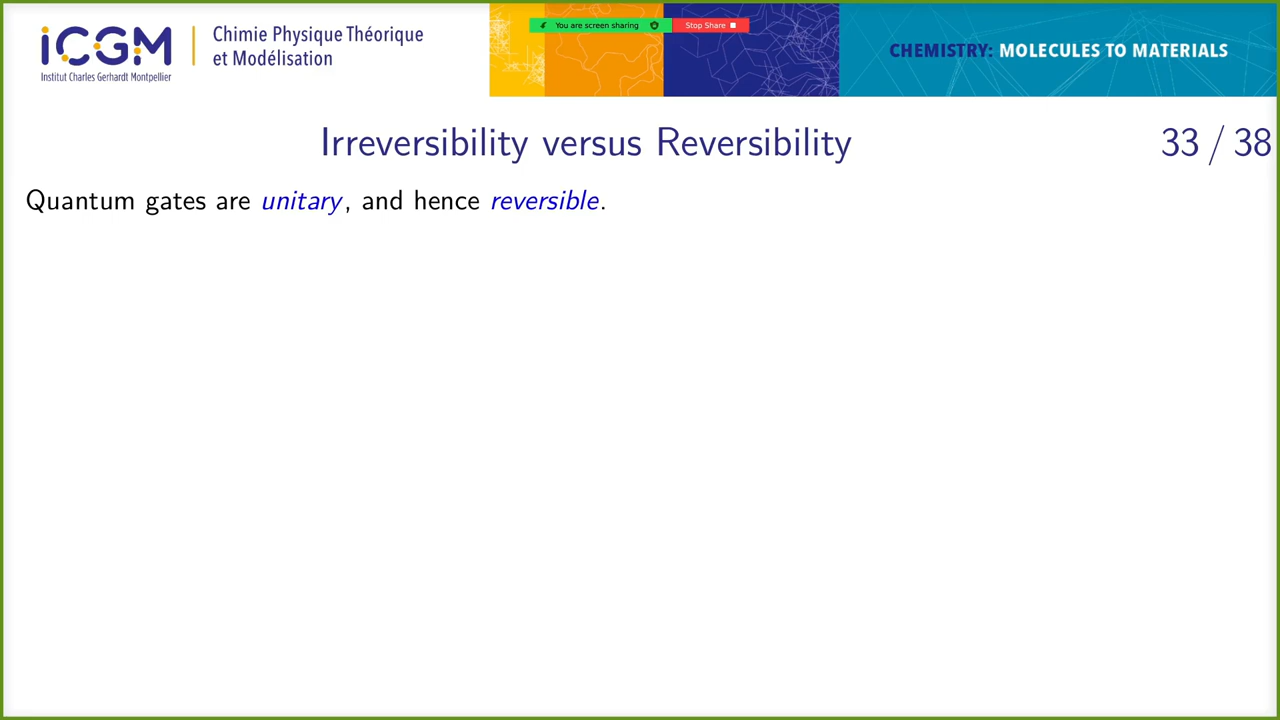 iCGM
Institut Charles Gerhardt Montpellier
Chimie Physique Théorique
et Modélisation
You are screen sharing
Stop Share
CHEMISTRY: MOLECULES TO MATERIALS
Irreversibility versus Reversibility
33 / 38
Quantum gates are unitary, and hence reversible.